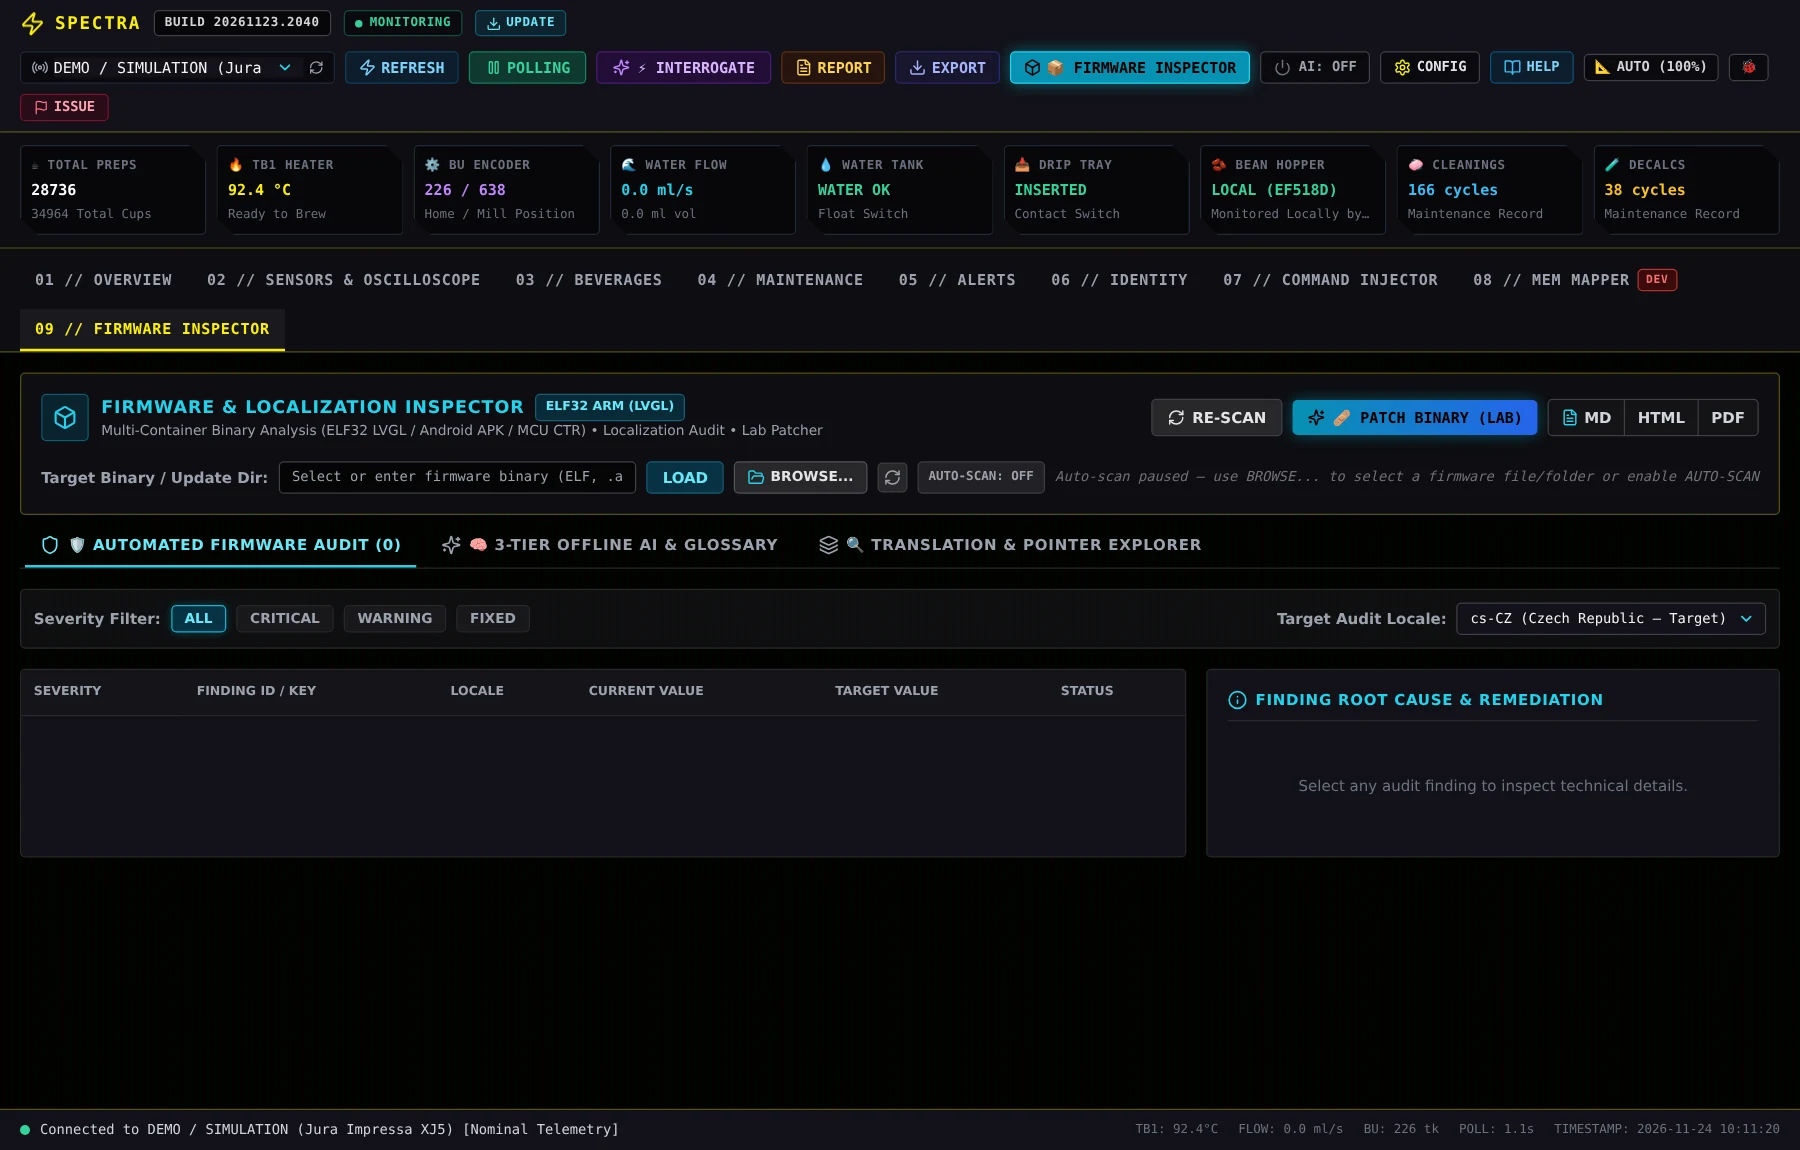 SPECTRA BUILD 20261123.2040 MONITORING UPDATE
DEMO / SIMULATION (Jura REFRESH POLLING ⚡ INTERROGATE REPORT EXPORT 📦 FIRMWARE INSPECTOR AI: OFF CONFIG HELP 📐 AUTO (100%) 🐞
ISSUE
☕ TOTAL PREPS 🔥 TB1 HEATER ⚙️ BU ENCODER 🌊 WATER FLOW 💧 WATER TANK 📥 DRIP TRAY 🫘 BEAN HOPPER 🧼 CLEANINGS 🧪 DECALCS
28736 92.4 °C 226 / 638 0.0 ml/s WATER OK INSERTED LOCAL (EF518D) 166 cycles 38 cycles
34964 Total Cups Ready to Brew Home / Mill Position 0.0 ml vol Float Switch Contact Switch Monitored Locally by… Maintenance Record Maintenance Record
01 // OVERVIEW 02 // SENSORS & OSCILLOSCOPE 03 // BEVERAGES 04 // MAINTENANCE 05 // ALERTS 06 // IDENTITY 07 // COMMAND INJECTOR 08 // MEM MAPPER DEV
09 // FIRMWARE INSPECTOR
FIRMWARE & LOCALIZATION INSPECTOR ELF32 ARM (LVGL)
Multi-Container Binary Analysis (ELF32 LVGL / Android APK / MCU CTR) • Localization Audit • Lab Patcher
RE-SCAN 🩹 PATCH BINARY (LAB) MD HTML PDF
Target Binary / Update Dir: Select or enter firmware binary (ELF, .a LOAD BROWSE... AUTO-SCAN: OFF Auto-scan paused — use BROWSE... to select a firmware file/folder or enable AUTO-SCAN
🛡️ AUTOMATED FIRMWARE AUDIT (0) 🧠 3-TIER OFFLINE AI & GLOSSARY 🔍 TRANSLATION & POINTER EXPLORER
Severity Filter: ALL CRITICAL WARNING FIXED Target Audit Locale: cs-CZ (Czech Republic — Target)
SEVERITY FINDING ID / KEY LOCALE CURRENT VALUE TARGET VALUE STATUS
FINDING ROOT CAUSE & REMEDIATION
Select any audit finding to inspect technical details.
Connected to DEMO / SIMULATION (Jura Impressa XJ5) [Nominal Telemetry] TB1: 92.4°C FLOW: 0.0 ml/s BU: 226 tk POLL: 1.1s TIMESTAMP: 2026-11-24 10:11:20